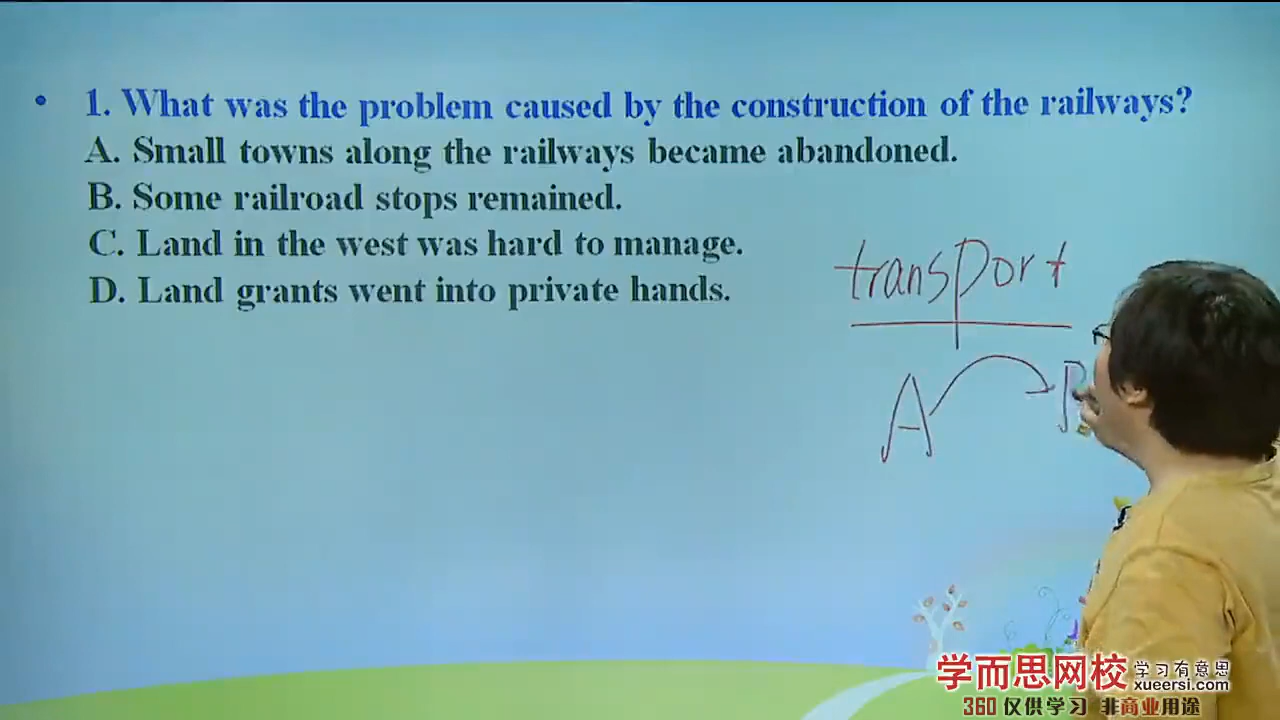 • 1. What was the problem caused by the construction of the railways?
A. Small towns along the railways became abandoned.
B. Some railroad stops remained.
C. Land in the west was hard to manage.
D. Land grants went into private hands.
transport
A
学而思网校 学习有意思
xueersi.com
360 仅供学习 非商业用途